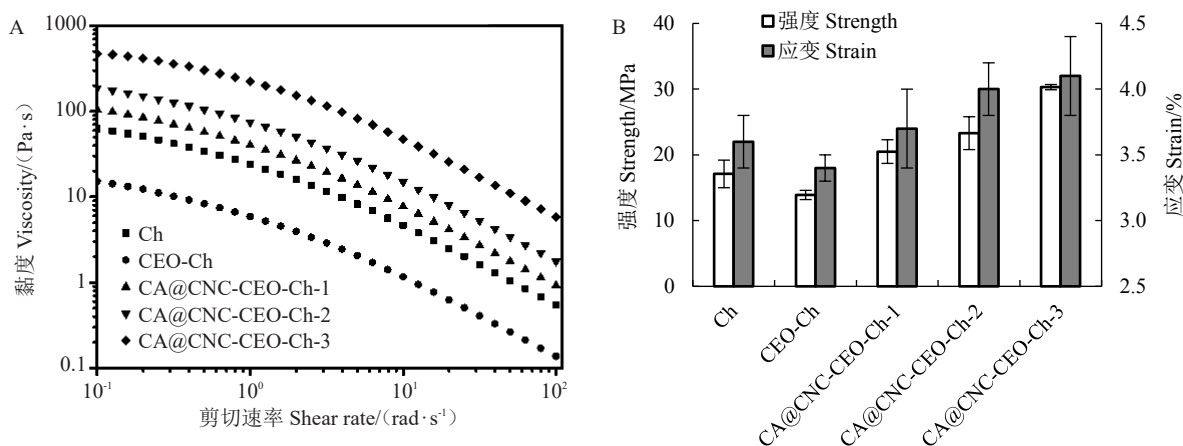 A
1000
100
10
1
0.1
黏度 Viscosity/(Pa·s)
Ch
CEO-Ch
CA@CNC-CEO-Ch-1
CA@CNC-CEO-Ch-2
CA@CNC-CEO-Ch-3
10⁻¹ 10⁰ 10¹ 10²
剪切速率 Shear rate/(rad·s⁻¹)
B
强度 Strength
应变 Strain
40
30
20
10
0
强度 Strength/MPa
4.5
4.0
3.5
3.0
2.5
应变 Strain/%
Ch
CEO-Ch
CA@CNC-CEO-Ch-1
CA@CNC-CEO-Ch-2
CA@CNC-CEO-Ch-3